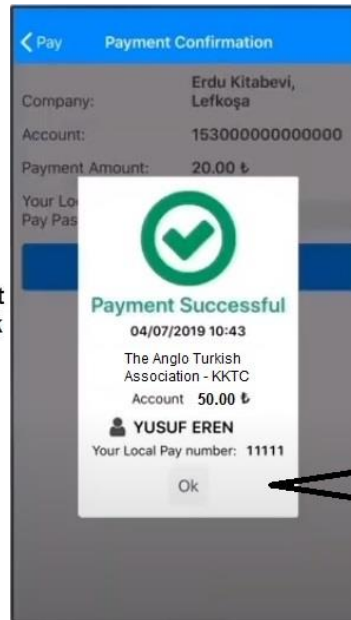 Pay Payment Confirmation
Company: Erdu Kitabevi,
Lefkoşa
Account: 153000000000000
Payment Amount: 20.00 ₺
Your Lo
Pay Pas
t
k
Payment Successful
04/07/2019 10:43
The Anglo Turkish
Association - KKTC
Account 50.00 ₺
YUSUF EREN
Your Local Pay number: 11111
Ok